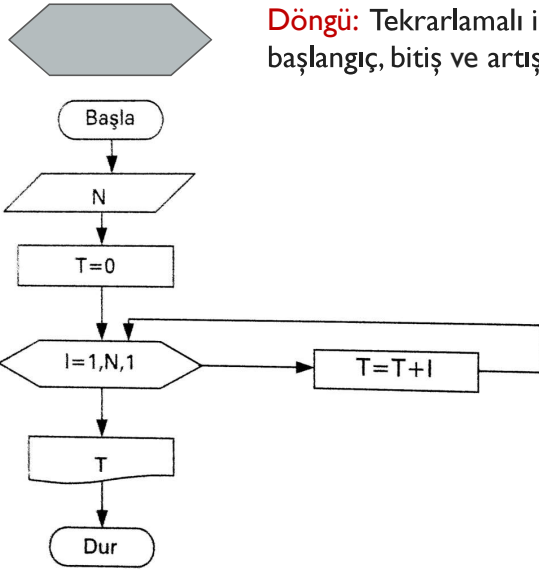 Döngü: Tekrarlamalı i
başlangıç, bitiş ve artış
Başla
N
T=0
I=1,N,1
T=T+I
T
Dur